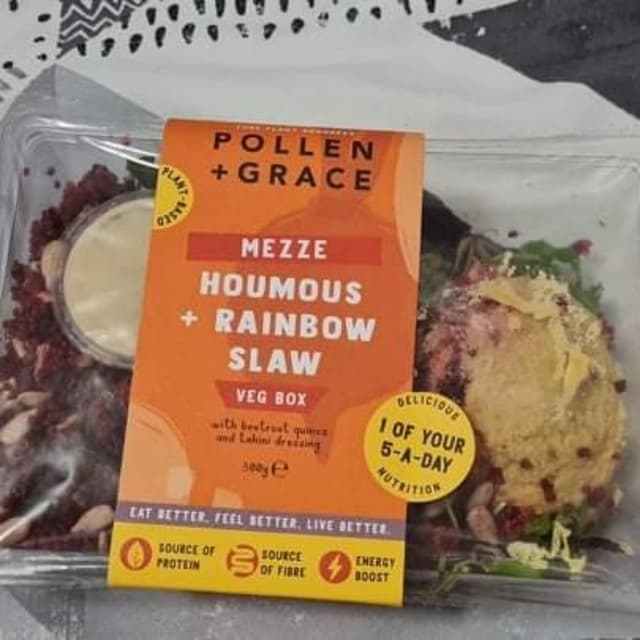 POLLEN
+GRACE
PLANT-BASED
MEZZE
HOUMOUS
+ RAINBOW
SLAW
VEG BOX
with beetroot quinoa
and tahini dressing
300g e
DELICIOUS
1 OF YOUR
5-A-DAY
NUTRITION
EAT BETTER. FEEL BETTER. LIVE BETTER.
SOURCE OF
PROTEIN
SOURCE
OF FIBRE
ENERGY
BOOST